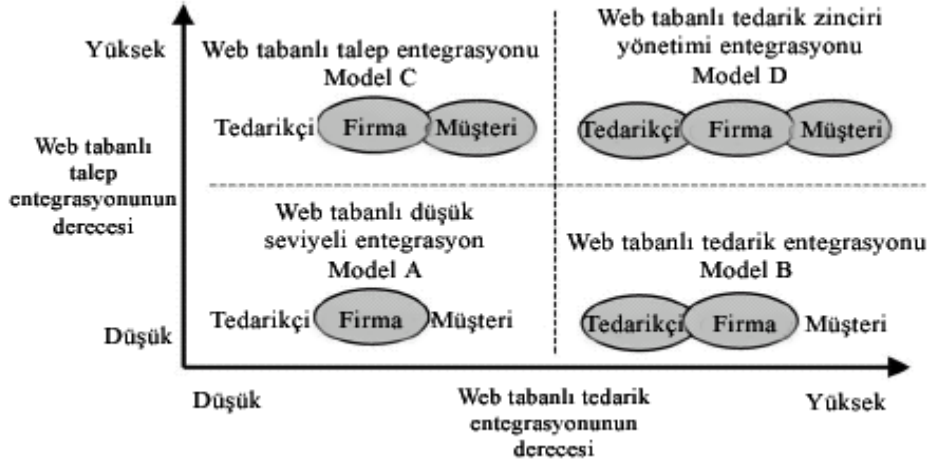 Yüksek
Web tabanlı talep entegrasyonu
Model C
Tedarikçi Firma Müşteri
Web tabanlı tedarik zinciri
yönetimi entegrasyonu
Model D
Tedarikçi Firma Müşteri
Web tabanlı
talep
entegrasyonunun
derecesi
Web tabanlı düşük
seviyeli entegrasyon
Model A
Tedarikçi Firma Müşteri
Web tabanlı tedarik entegrasyonu
Model B
Tedarikçi Firma Müşteri
Düşük
Düşük
Web tabanlı tedarik
entegrasyonunun
derecesi
Yüksek